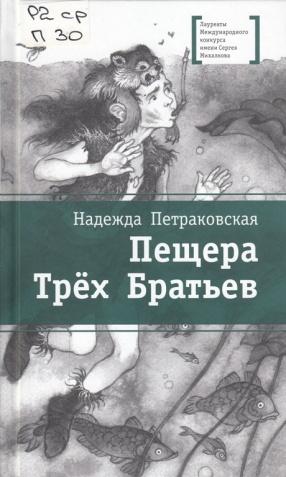 Р2 ср
П 30
Лауреаты
Международного
конкурса
имени Сергея
Михалкова
Надежда Петраковская
Пещера
Трёх Братьев